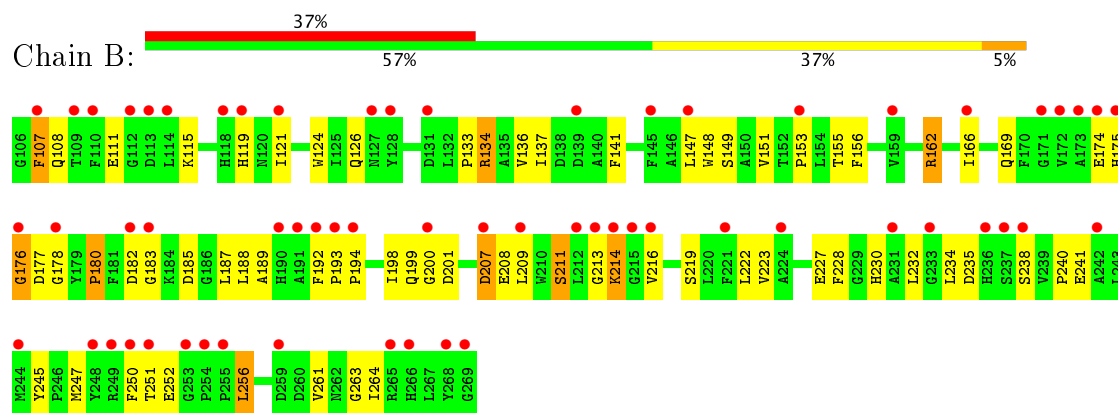 37%
Chain B:
57% 37% 5%
G106 F107 Q108 T109 F110 E111 G112 D113 L114 K115 H118 H119 N120 I121 W124 I125 Q126 N127 Y128 D131 L132 P133 R134 A135 V136 I137 D138 D139 A140 F141 F145 A146 L147 W148 S149 A150 V151 T152 P153 L154 T155 F156 V159 R162 I166 Q169 F170 G171 V172 A173 E174 H175
G176 D177 G178 Y179 P180 F181 D182 G183 K184 D185 G186 L187 L188 A189 H190 A191 F192 P193 P194 I198 Q199 G200 D201 D207 E208 L209 W210 S211 L212 G213 K214 G215 V216 S219 L220 F221 L222 V223 A224 E227 F228 G229 H230 A231 L232 G233 L234 D235 H236 S237 S238 V239 P240 E241 A242 L243
M244 Y245 P246 M247 Y248 R249 F250 T251 E252 G253 P254 P255 L256 D259 D260 V261 N262 G263 I264 R265 H266 L267 Y268 G269